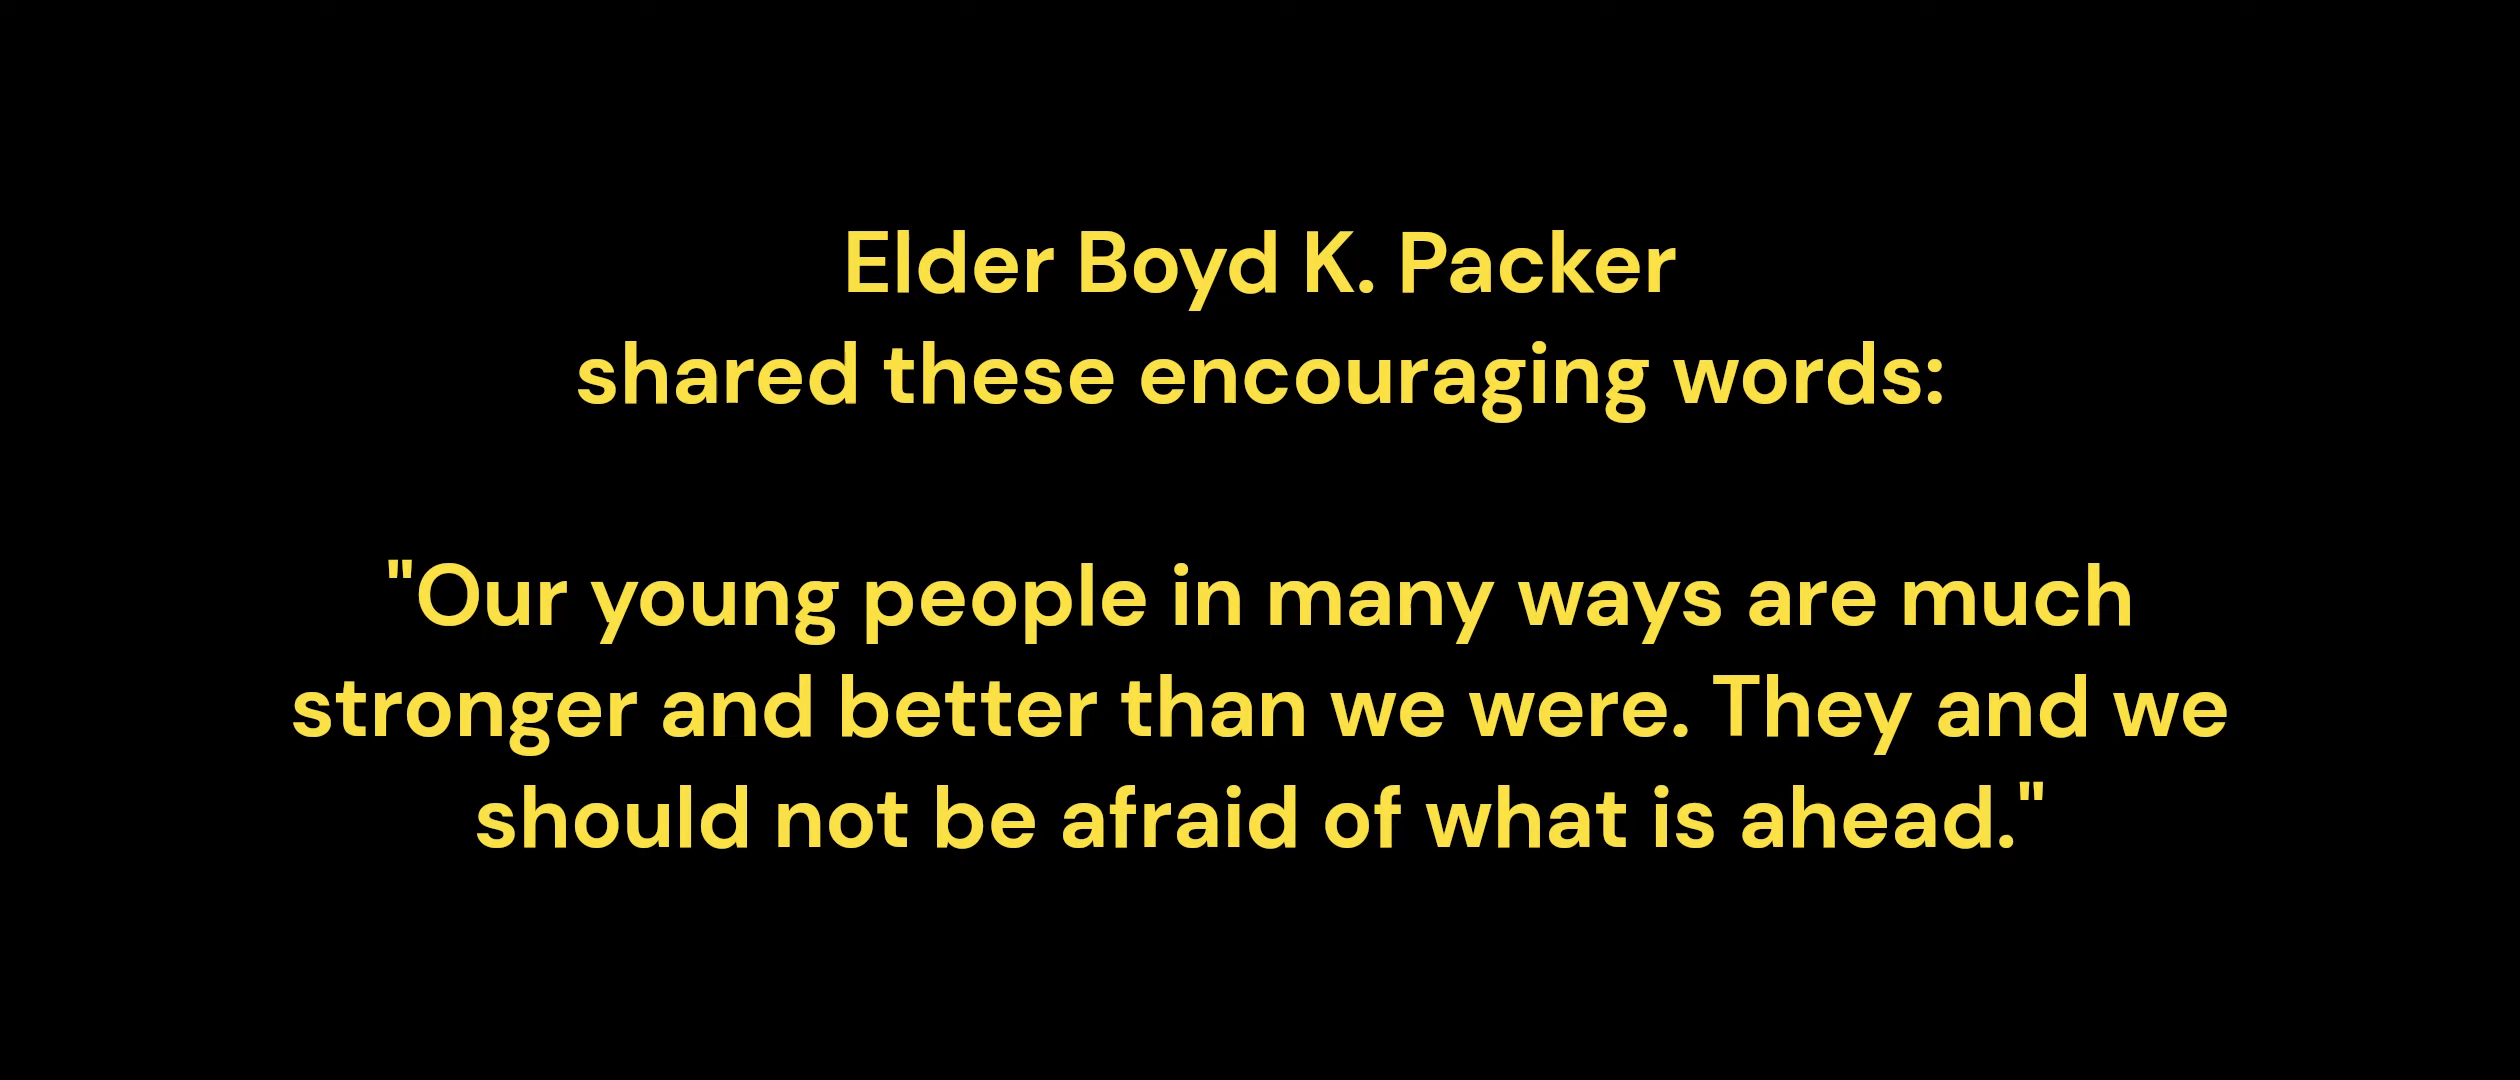 Elder Boyd K. Packer
shared these encouraging words:
"Our young people in many ways are much
stronger and better than we were. They and we
should not be afraid of what is ahead."